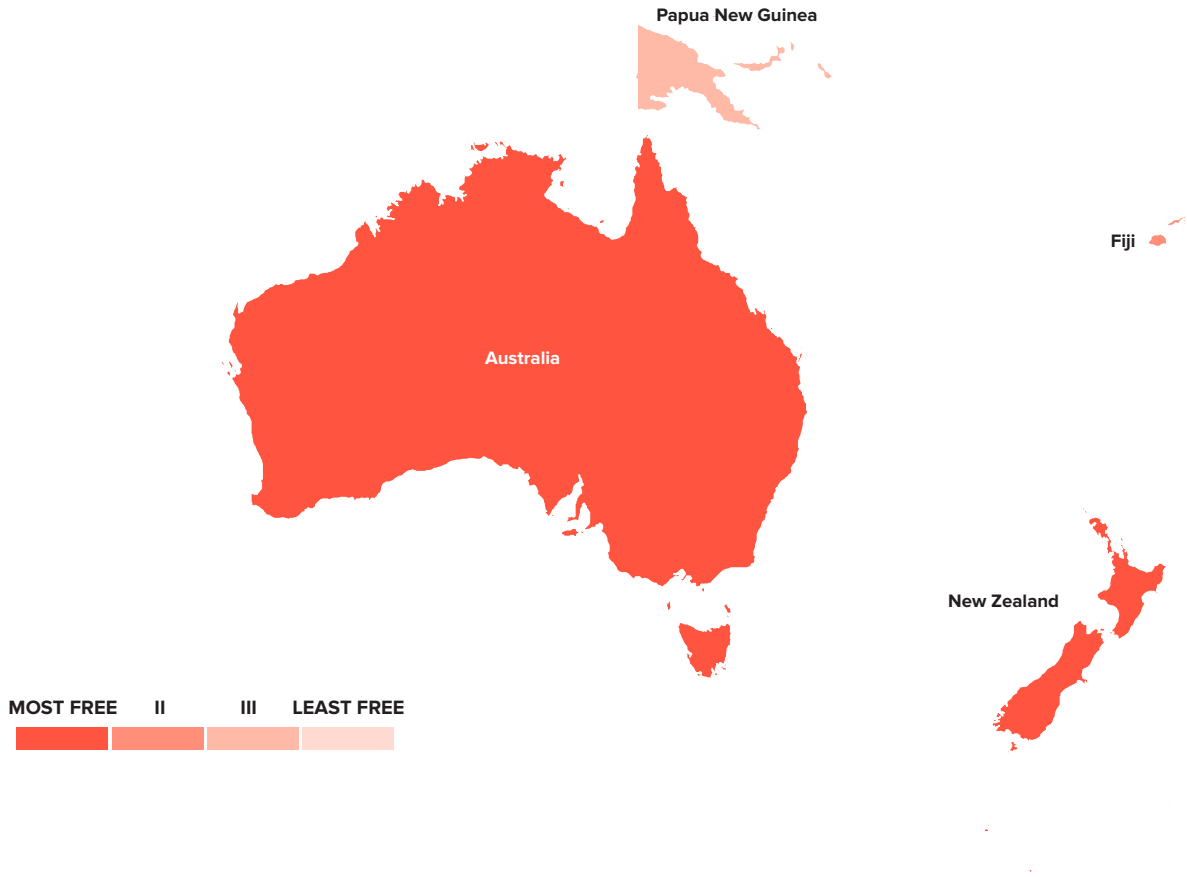 Papua New Guinea
Fiji
Australia
New Zealand
MOST FREE II III LEAST FREE